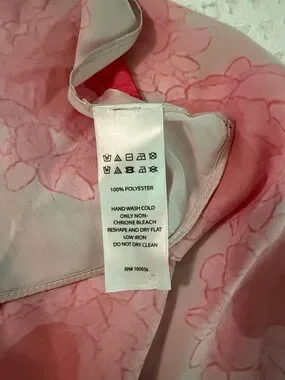 100% POLYESTER
HAND WASH COLD
ONLY NON-
CHRONE BLEACH
RESHAPE AND DRY FLAT
LOW IRON
DO NOT DRY CLEAN
RN# 160656